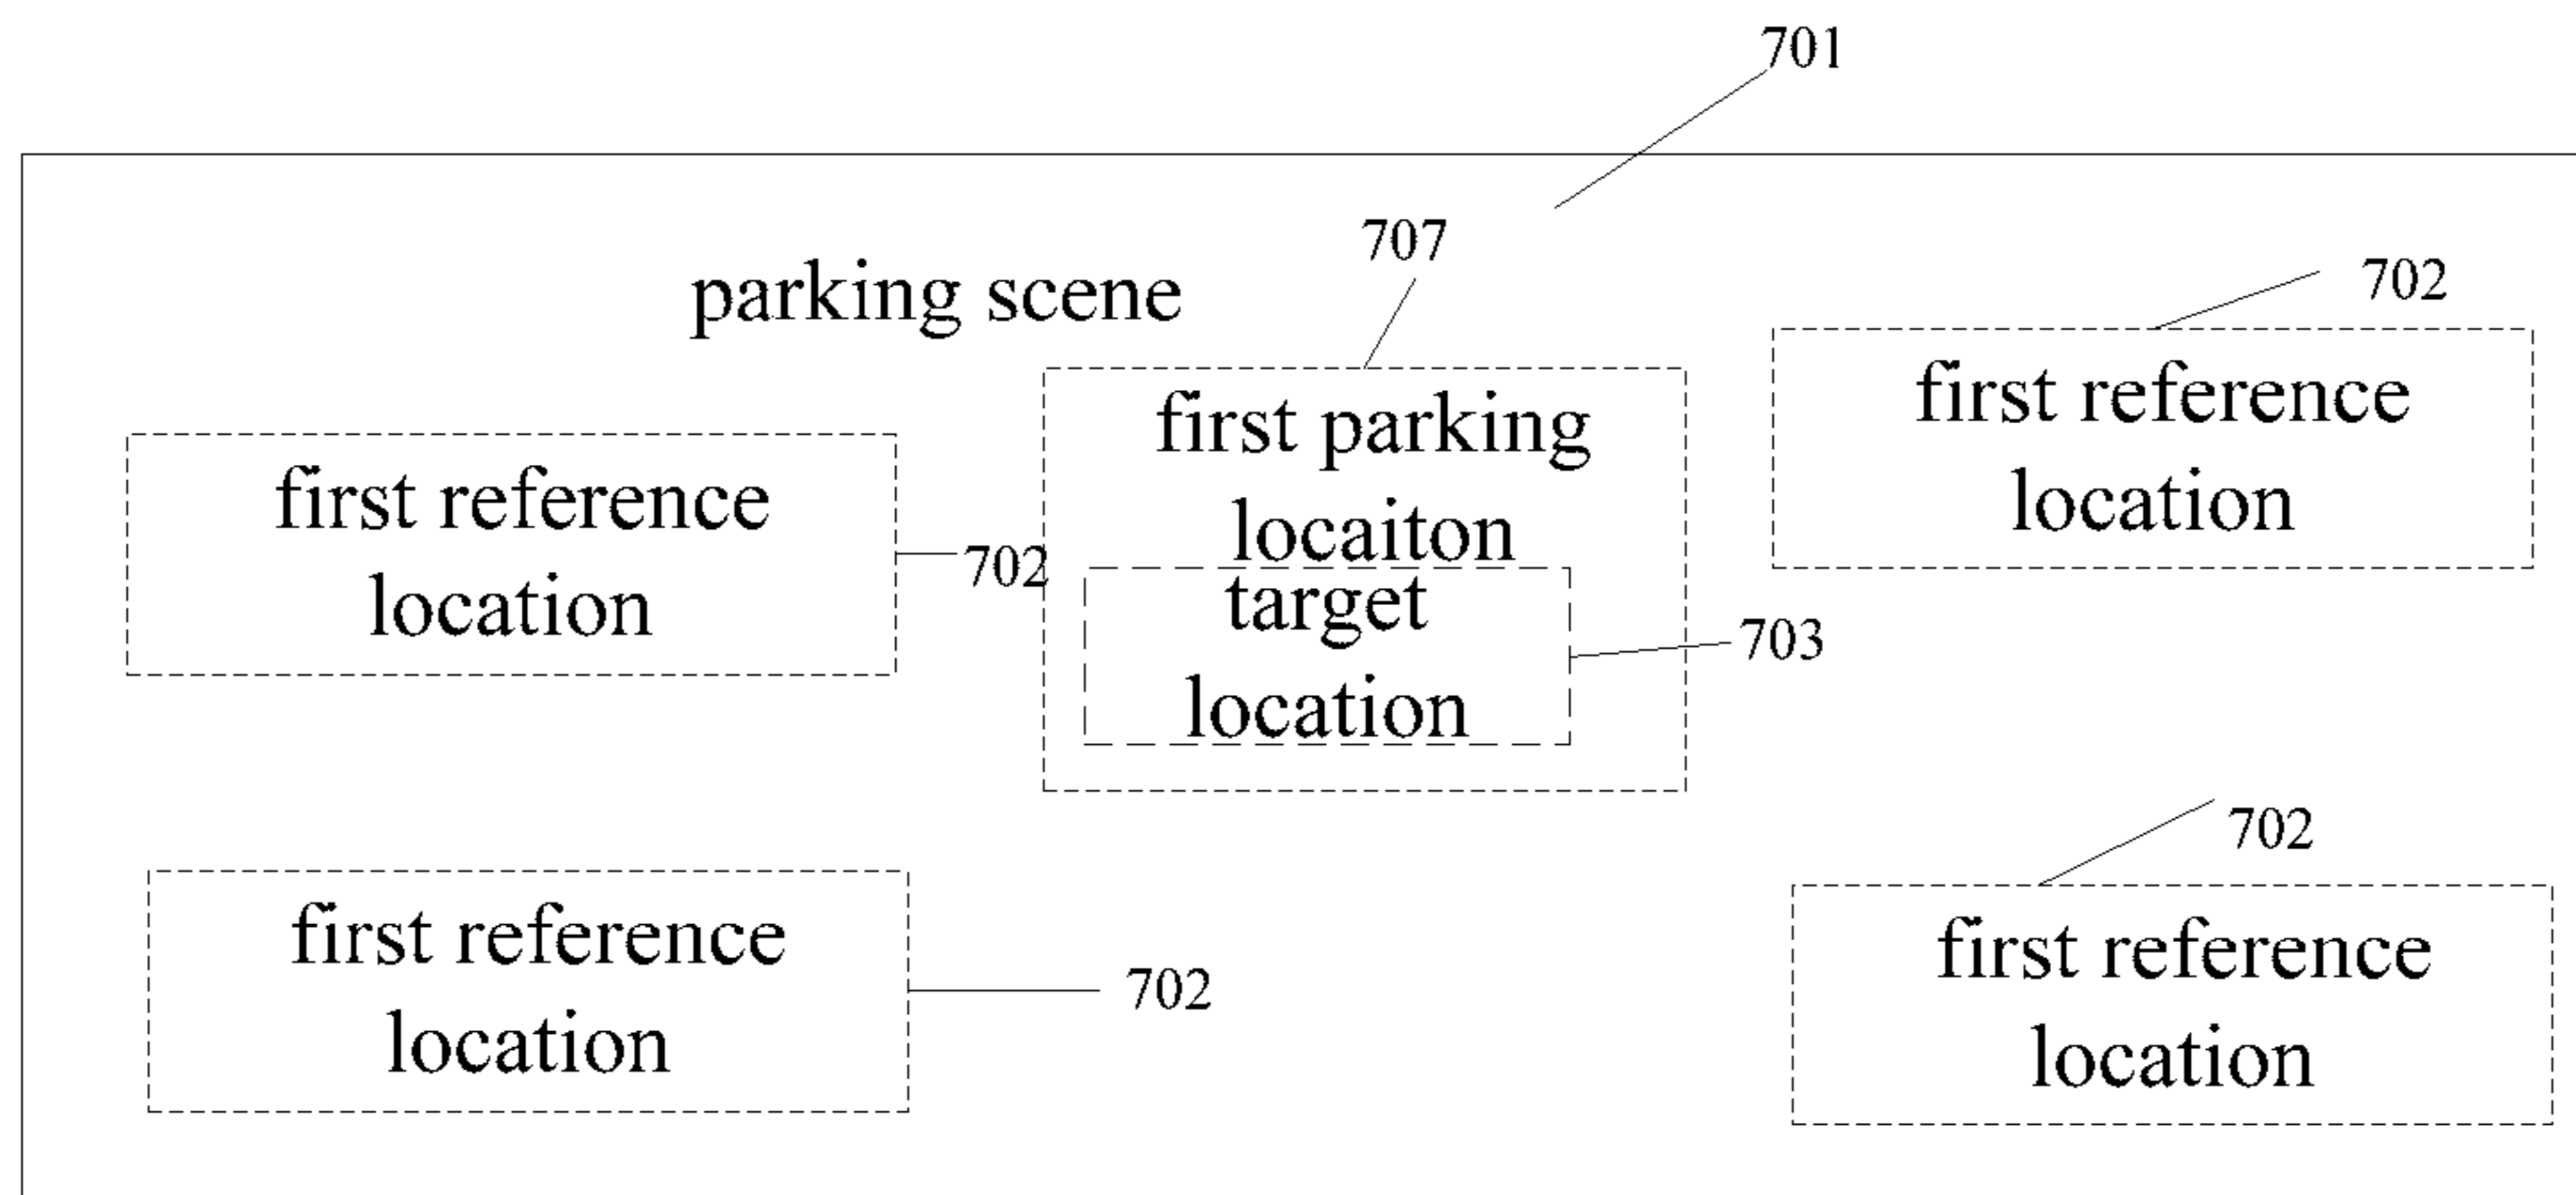 701
707
parking scene
702
first reference
location
first parking
locaiton
first reference
location
702
target
location
703
702
first reference
location
702
first reference
location